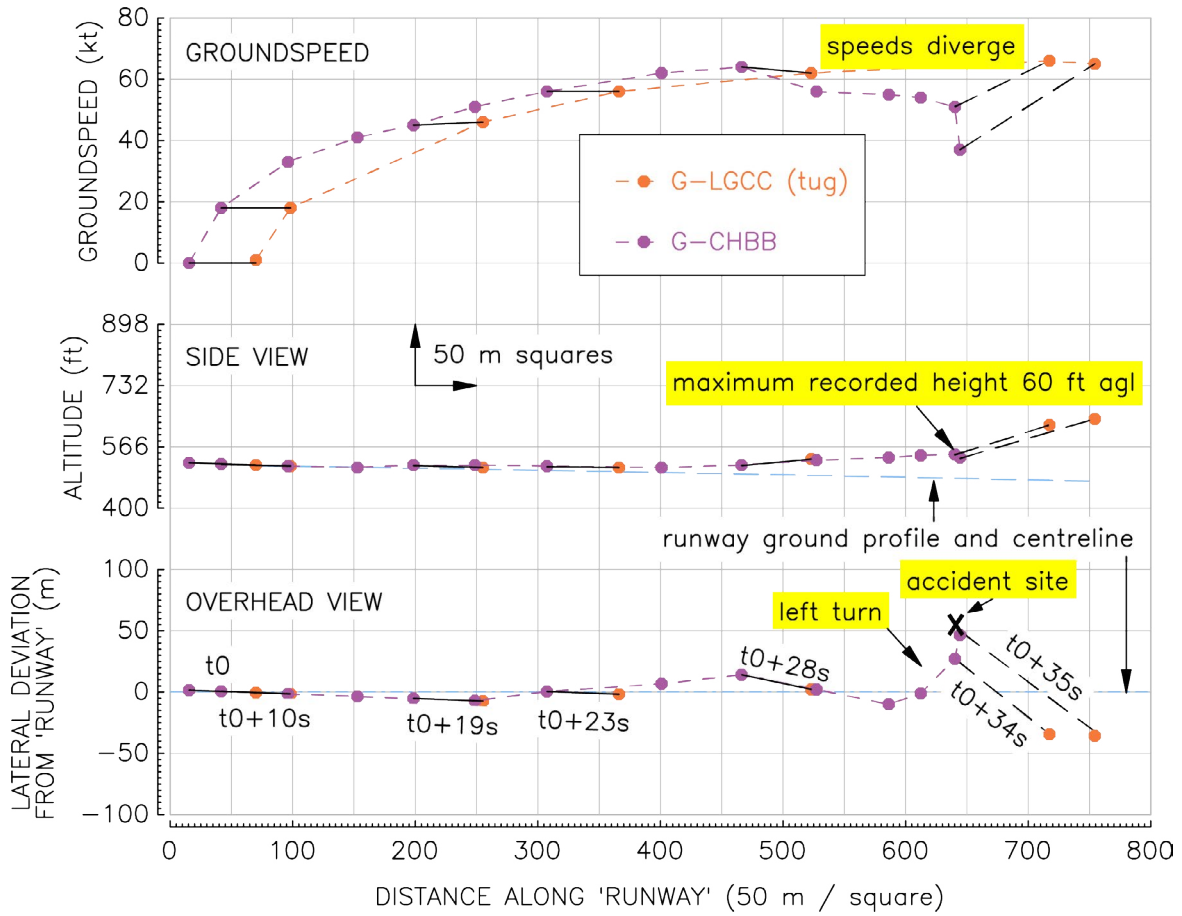 GROUNDSPEED
speeds diverge
GROUNDSPEED (kt)
80
60
40
20
0
G-LGCC (tug)
G-CHBB
SIDE VIEW
50 m squares
maximum recorded height 60 ft agl
ALTITUDE (ft)
898
732
566
400
runway ground profile and centreline
OVERHEAD VIEW
left turn
accident site
LATERAL DEVIATION
FROM 'RUNWAY' (m)
100
50
0
-50
-100
t0
t0+10s
t0+19s
t0+23s
t0+28s
t0+34s
t0+35s
0 100 200 300 400 500 600 700 800
DISTANCE ALONG 'RUNWAY' (50 m / square)